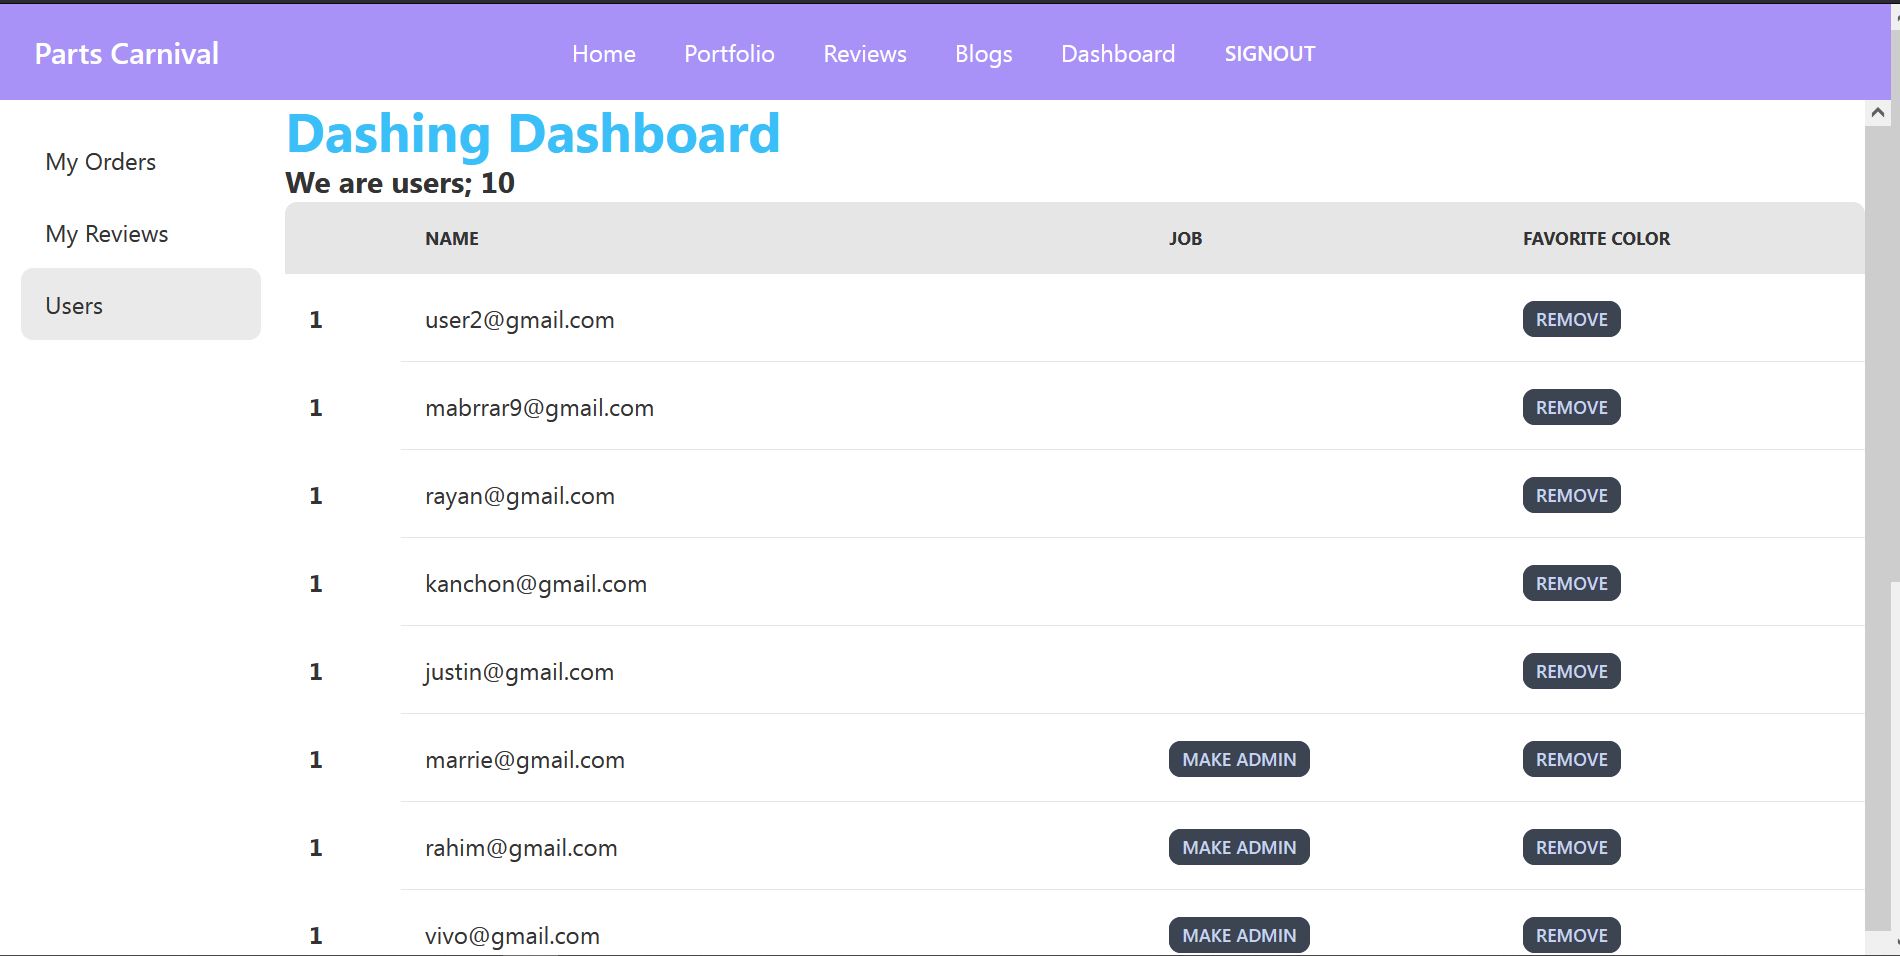 Parts Carnival Home Portfolio Reviews Blogs Dashboard SIGNOUT
My Orders
My Reviews
Users
Dashing Dashboard
We are users; 10
NAME JOB FAVORITE COLOR
1 user2@gmail.com REMOVE
1 mabrrar9@gmail.com REMOVE
1 rayan@gmail.com REMOVE
1 kanchon@gmail.com REMOVE
1 justin@gmail.com REMOVE
1 marrie@gmail.com MAKE ADMIN REMOVE
1 rahim@gmail.com MAKE ADMIN REMOVE
1 vivo@gmail.com MAKE ADMIN REMOVE